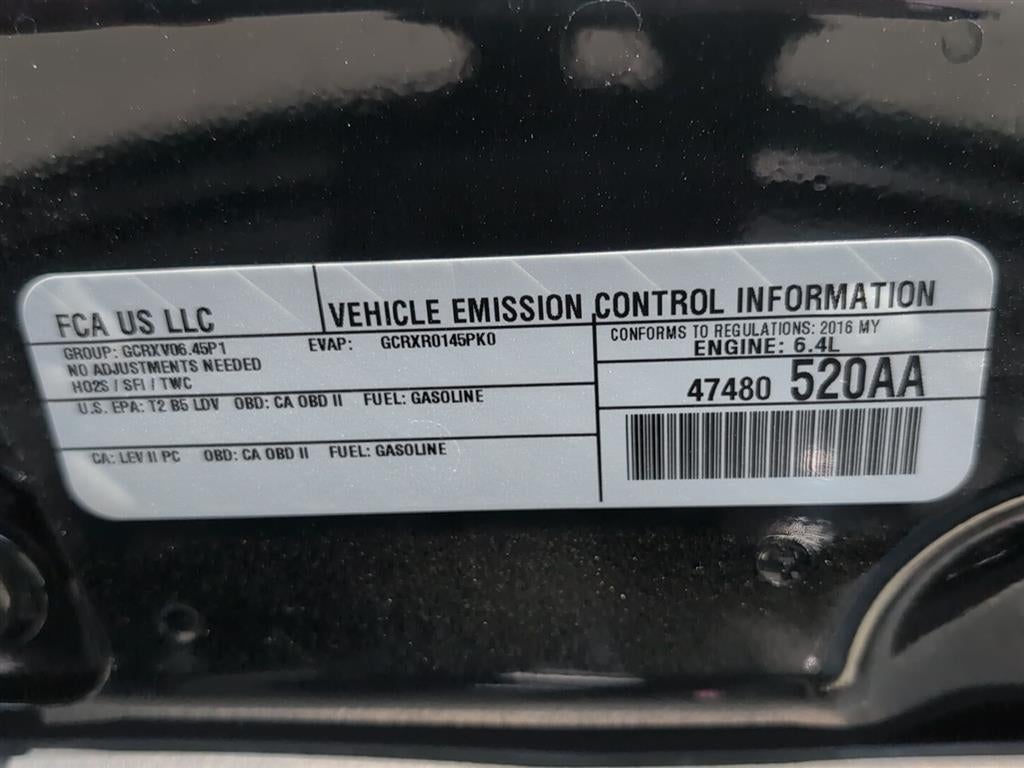 FCA US LLC
VEHICLE EMISSION CONTROL INFORMATION
GROUP: GCRXV06.45P1 EVAP: GCRXR0145PK0
NO ADJUSTMENTS NEEDED
HO2S / SFI / TWC
CONFORMS TO REGULATIONS: 2016 MY
ENGINE: 6.4L
47480 520AA
U.S. EPA: T2 B5 LDV OBD: CA OBD II FUEL: GASOLINE
CA: LEV II PC OBD: CA OBD II FUEL: GASOLINE